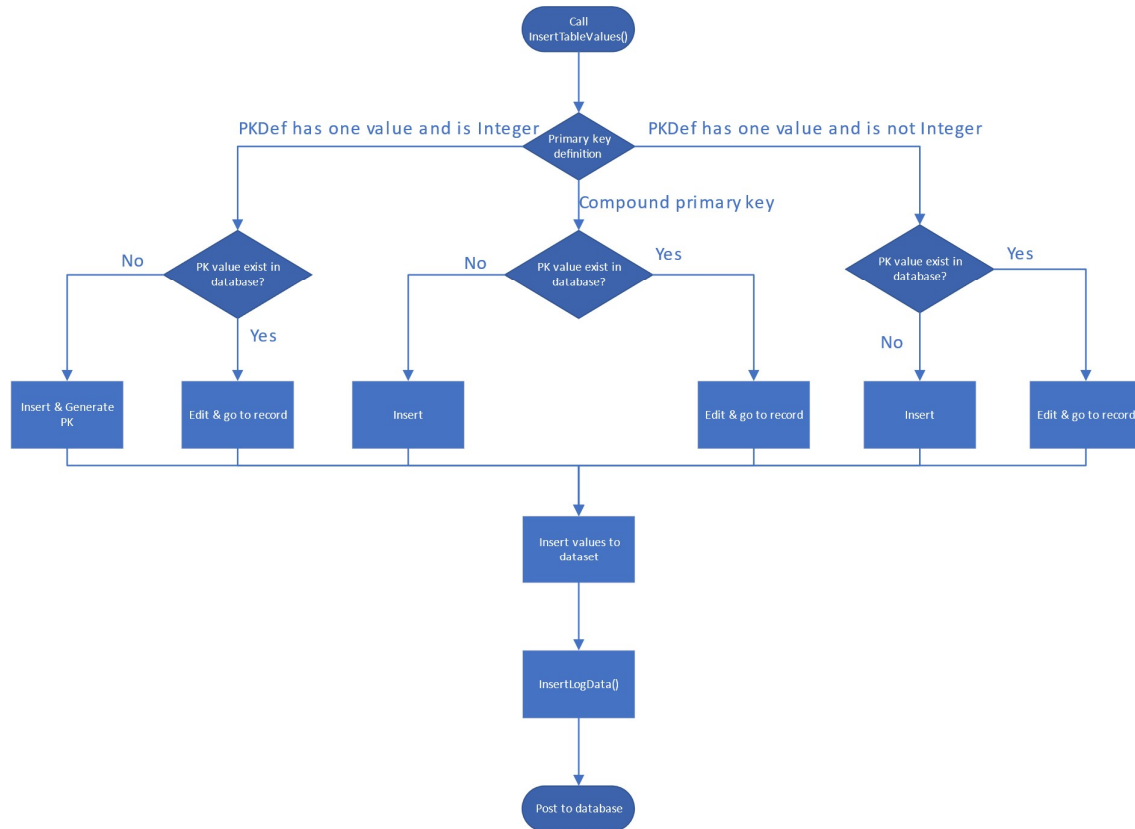 Call
InsertTableValues()
PKDef has one value and is Integer
PKDef has one value and is not Integer
Primary key
definition
Compound primary key
No
PK value exist in
database?
Yes
No
PK value exist in
database?
Yes
PK value exist in
database?
Yes
No
Insert & Generate
PK
Edit & go to record
Insert
Edit & go to record
Insert
Edit & go to record
Insert values to
dataset
InsertLogData()
Post to database